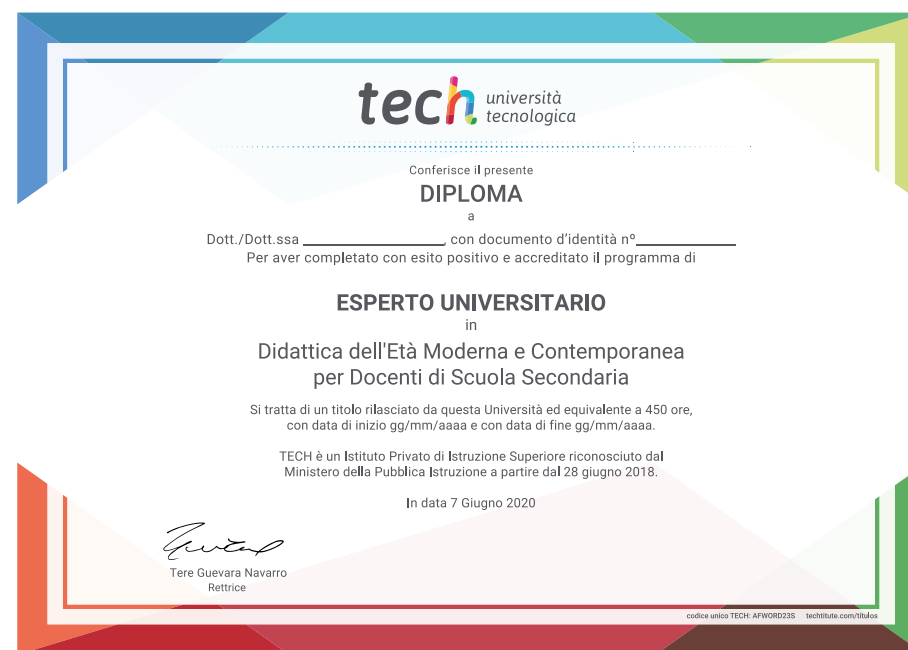 tech università
tecnologica
Conferisce il presente
DIPLOMA
a
Dott./Dott.ssa ____________________, con documento d'identità nº______________
Per aver completato con esito positivo e accreditato il programma di
ESPERTO UNIVERSITARIO
in
Didattica dell'Età Moderna e Contemporanea
per Docenti di Scuola Secondaria
Si tratta di un titolo rilasciato da questa Università ed equivalente a 450 ore,
con data di inizio gg/mm/aaaa e con data di fine gg/mm/aaaa.
TECH è un Istituto Privato di Istruzione Superiore riconosciuto dal
Ministero della Pubblica Istruzione a partire dal 28 giugno 2018.
In data 7 Giugno 2020
Tere Guevara Navarro
Rettrice
codice unico TECH: AFWORD23S techtitute.com/titulos